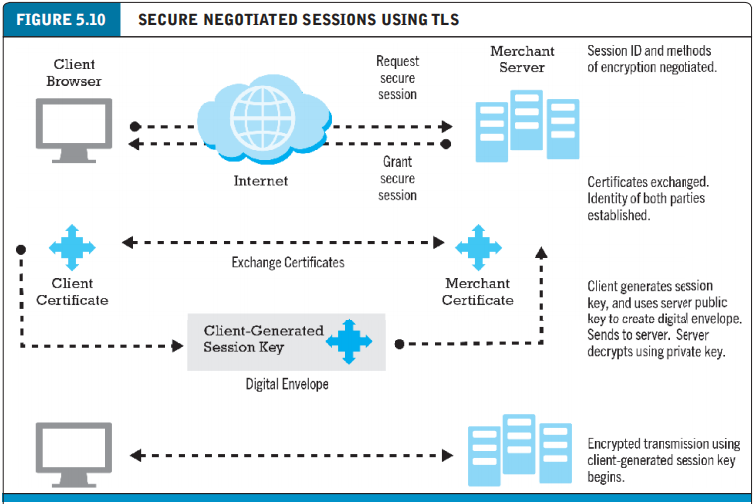 FIGURE 5.10
SECURE NEGOTIATED SESSIONS USING TLS
Client
Browser
Request
secure
session
Merchant
Server
Session ID and methods
of encryption negotiated.
Internet
Grant
secure
session
Certificates exchanged.
Identity of both parties
established.
Client
Certificate
Exchange Certificates
Merchant
Certificate
Client generates session
key, and uses server public
key to create digital envelope.
Sends to server. Server
decrypts using private key.
Client-Generated
Session Key
Digital Envelope
Encrypted transmission using
client-generated session key
begins.